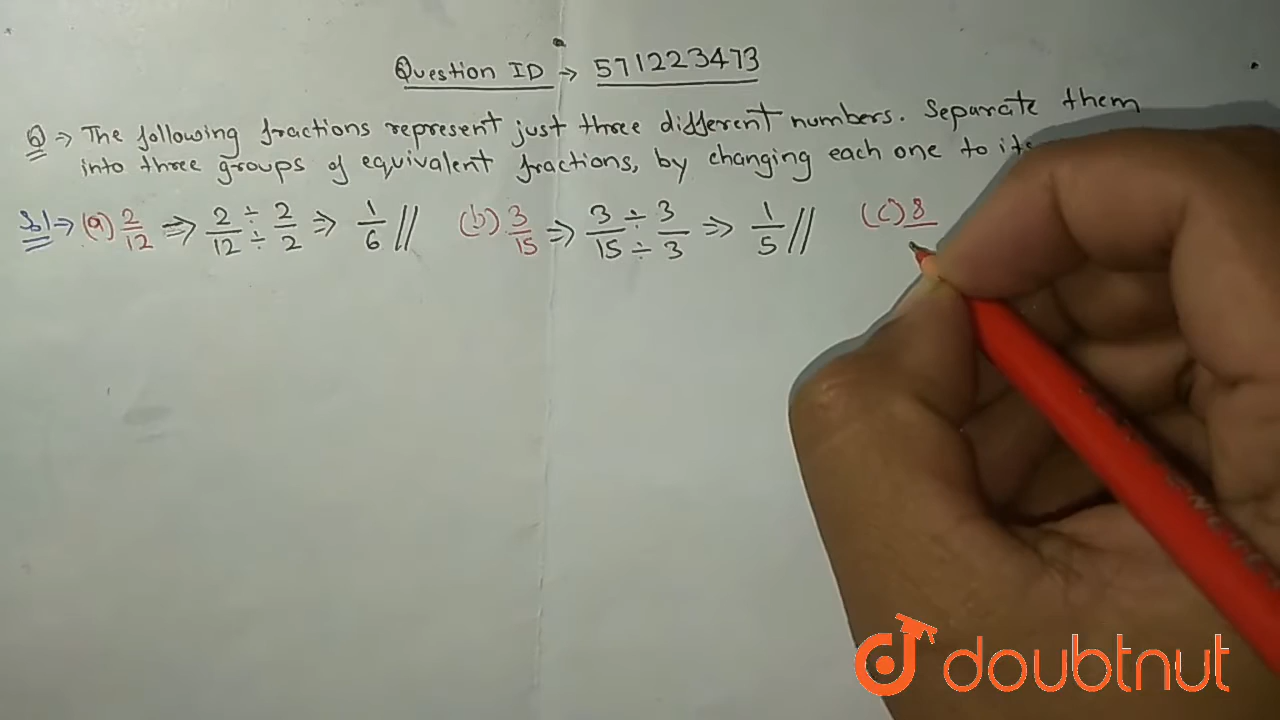 Question ID → 571223473
Q → The following fractions represent just three different numbers. Separate them
into three groups of equivalent fractions, by changing each one to its
Sol → (a) 2/12 ⇒ 2/12 ÷ 2/2 ⇒ 1/6 // (b) 3/15 ⇒ 3/15 ÷ 3/3 ⇒ 1/5 // (c) 8
doubtnut